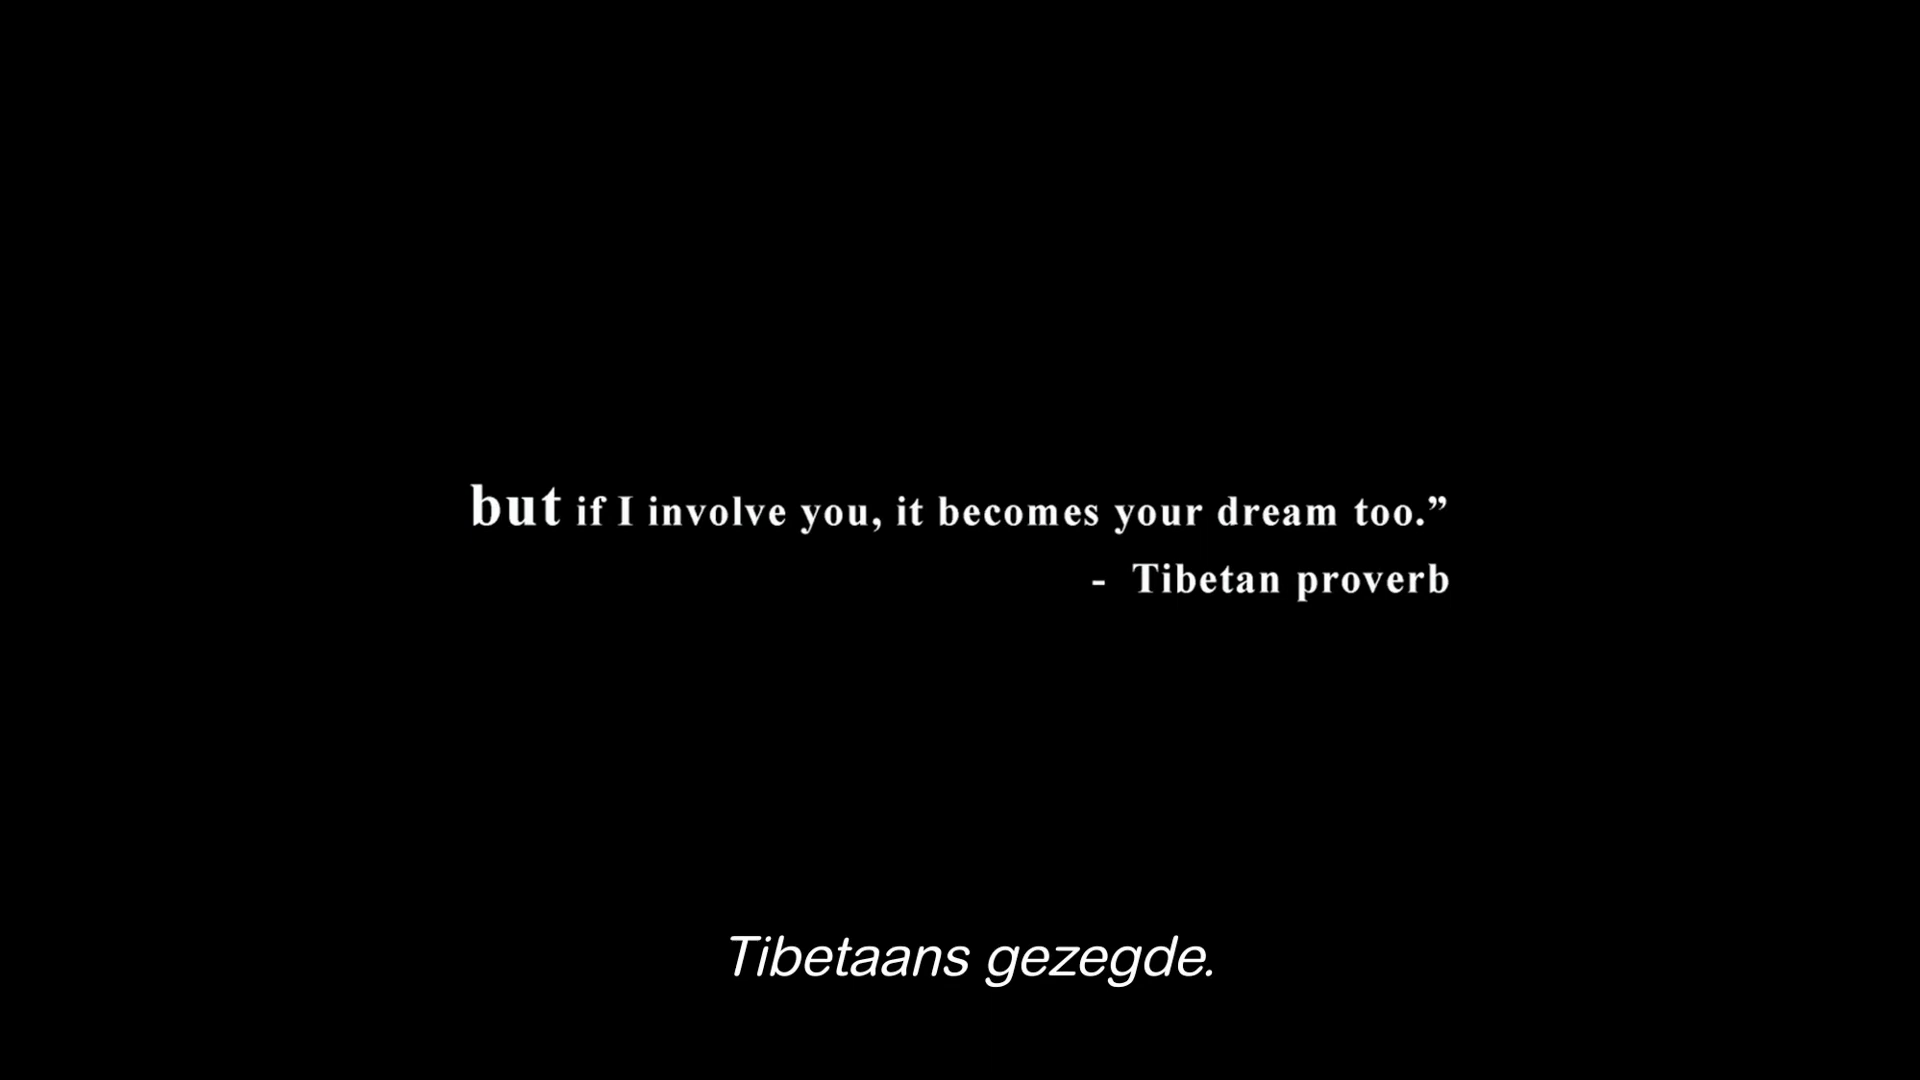 but if I involve you, it becomes your dream too.”
- Tibetan proverb
Tibetaans gezegde.